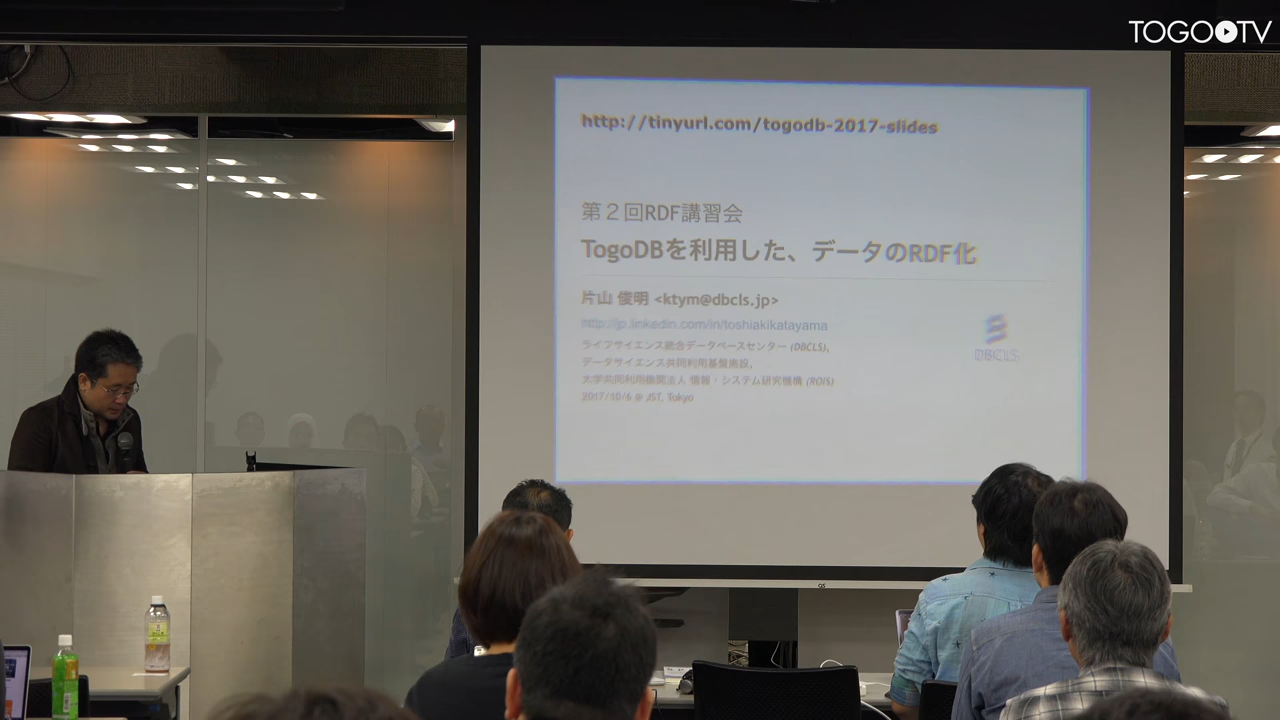 TOGO TV
http://tinyurl.com/togodb-2017-slides
第２回RDF講習会
TogoDBを利用した、データのRDF化
片山 俊明 <ktym@dbcls.jp>
http://jp.linkedin.com/in/toshiakikatayama
ライフサイエンス統合データベースセンター (DBCLS),
データサイエンス共同利用基盤施設,
大学共同利用機関法人 情報・システム研究機構 (ROIS)
2017/10/6 @ JST, Tokyo
DBCLS